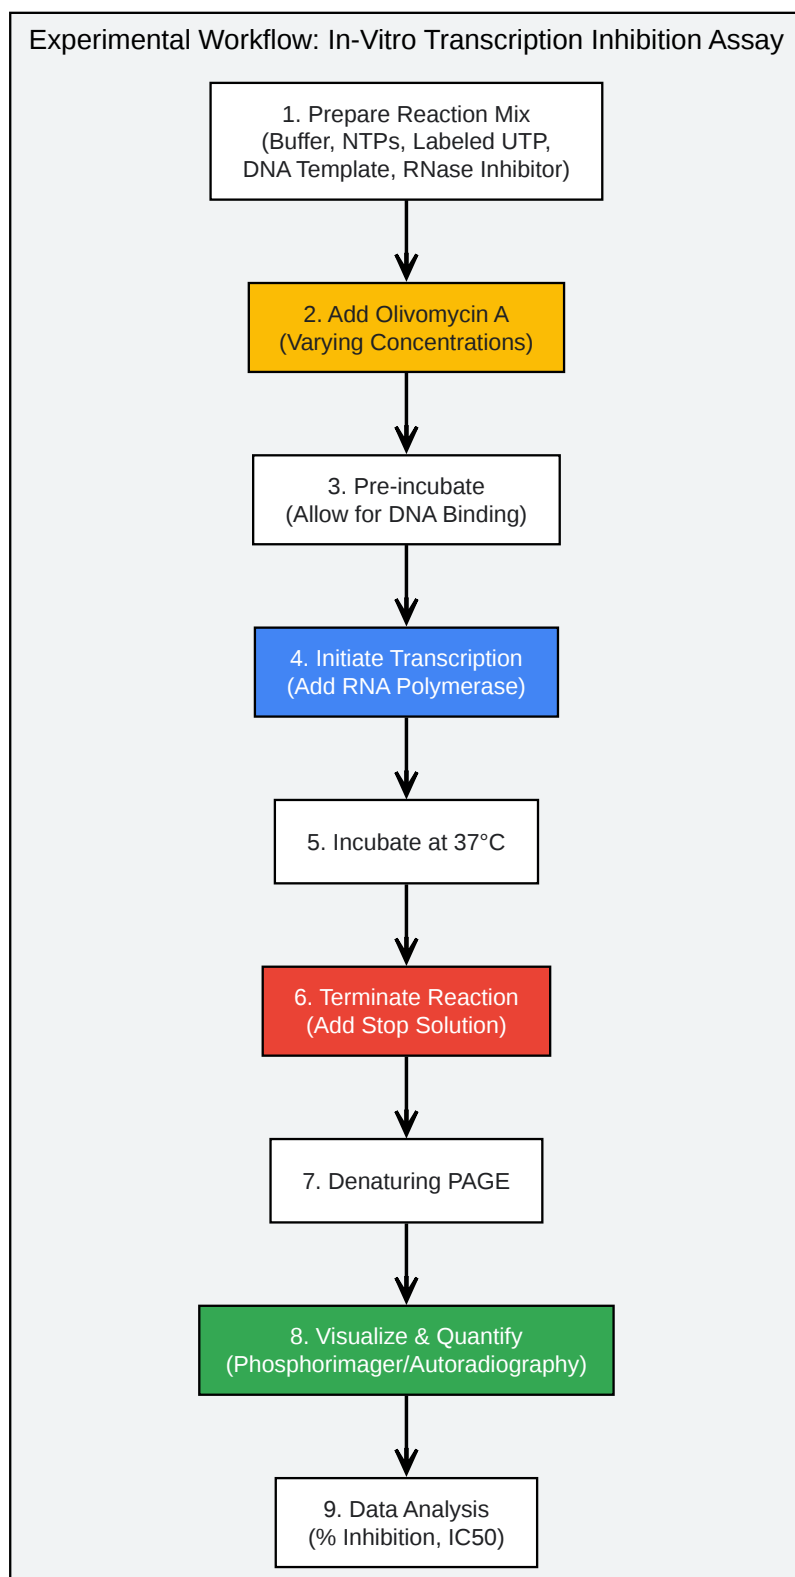 Experimental Workflow: In-Vitro Transcription Inhibition Assay
1. Prepare Reaction Mix
(Buffer, NTPs, Labeled UTP,
DNA Template, RNase Inhibitor)
2. Add Olivomycin A
(Varying Concentrations)
3. Pre-incubate
(Allow for DNA Binding)
4. Initiate Transcription
(Add RNA Polymerase)
5. Incubate at 37°C
6. Terminate Reaction
(Add Stop Solution)
7. Denaturing PAGE
8. Visualize & Quantify
(Phosphorimager/Autoradiography)
9. Data Analysis
(% Inhibition, IC50)